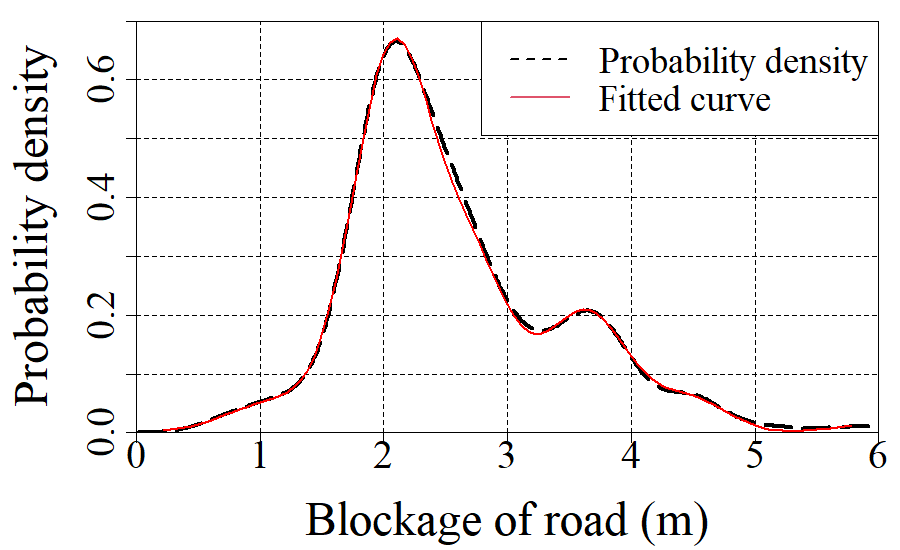 Probability density
0.0
0.2
0.4
0.6
Probability density
Fitted curve
0 1 2 3 4 5 6
Blockage of road (m)